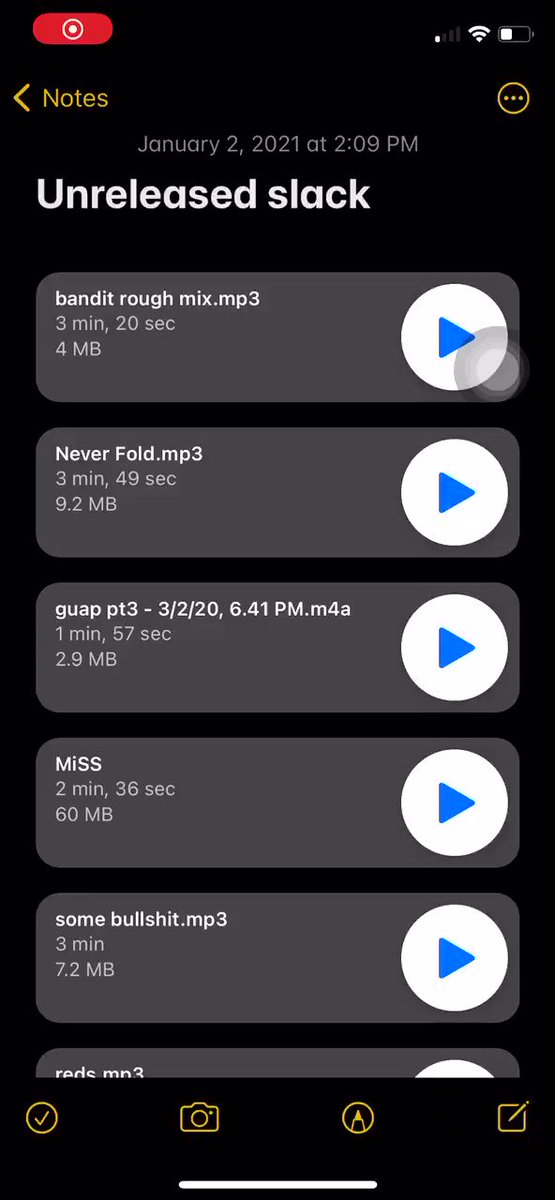 Notes
January 2, 2021 at 2:09 PM
Unreleased slack
bandit rough mix.mp3
3 min, 20 sec
4 MB
Never Fold.mp3
3 min, 49 sec
9.2 MB
guap pt3 - 3/2/20, 6.41 PM.m4a
1 min, 57 sec
2.9 MB
MiSS
2 min, 36 sec
60 MB
some bullshit.mp3
3 min
7.2 MB
reds.mp3